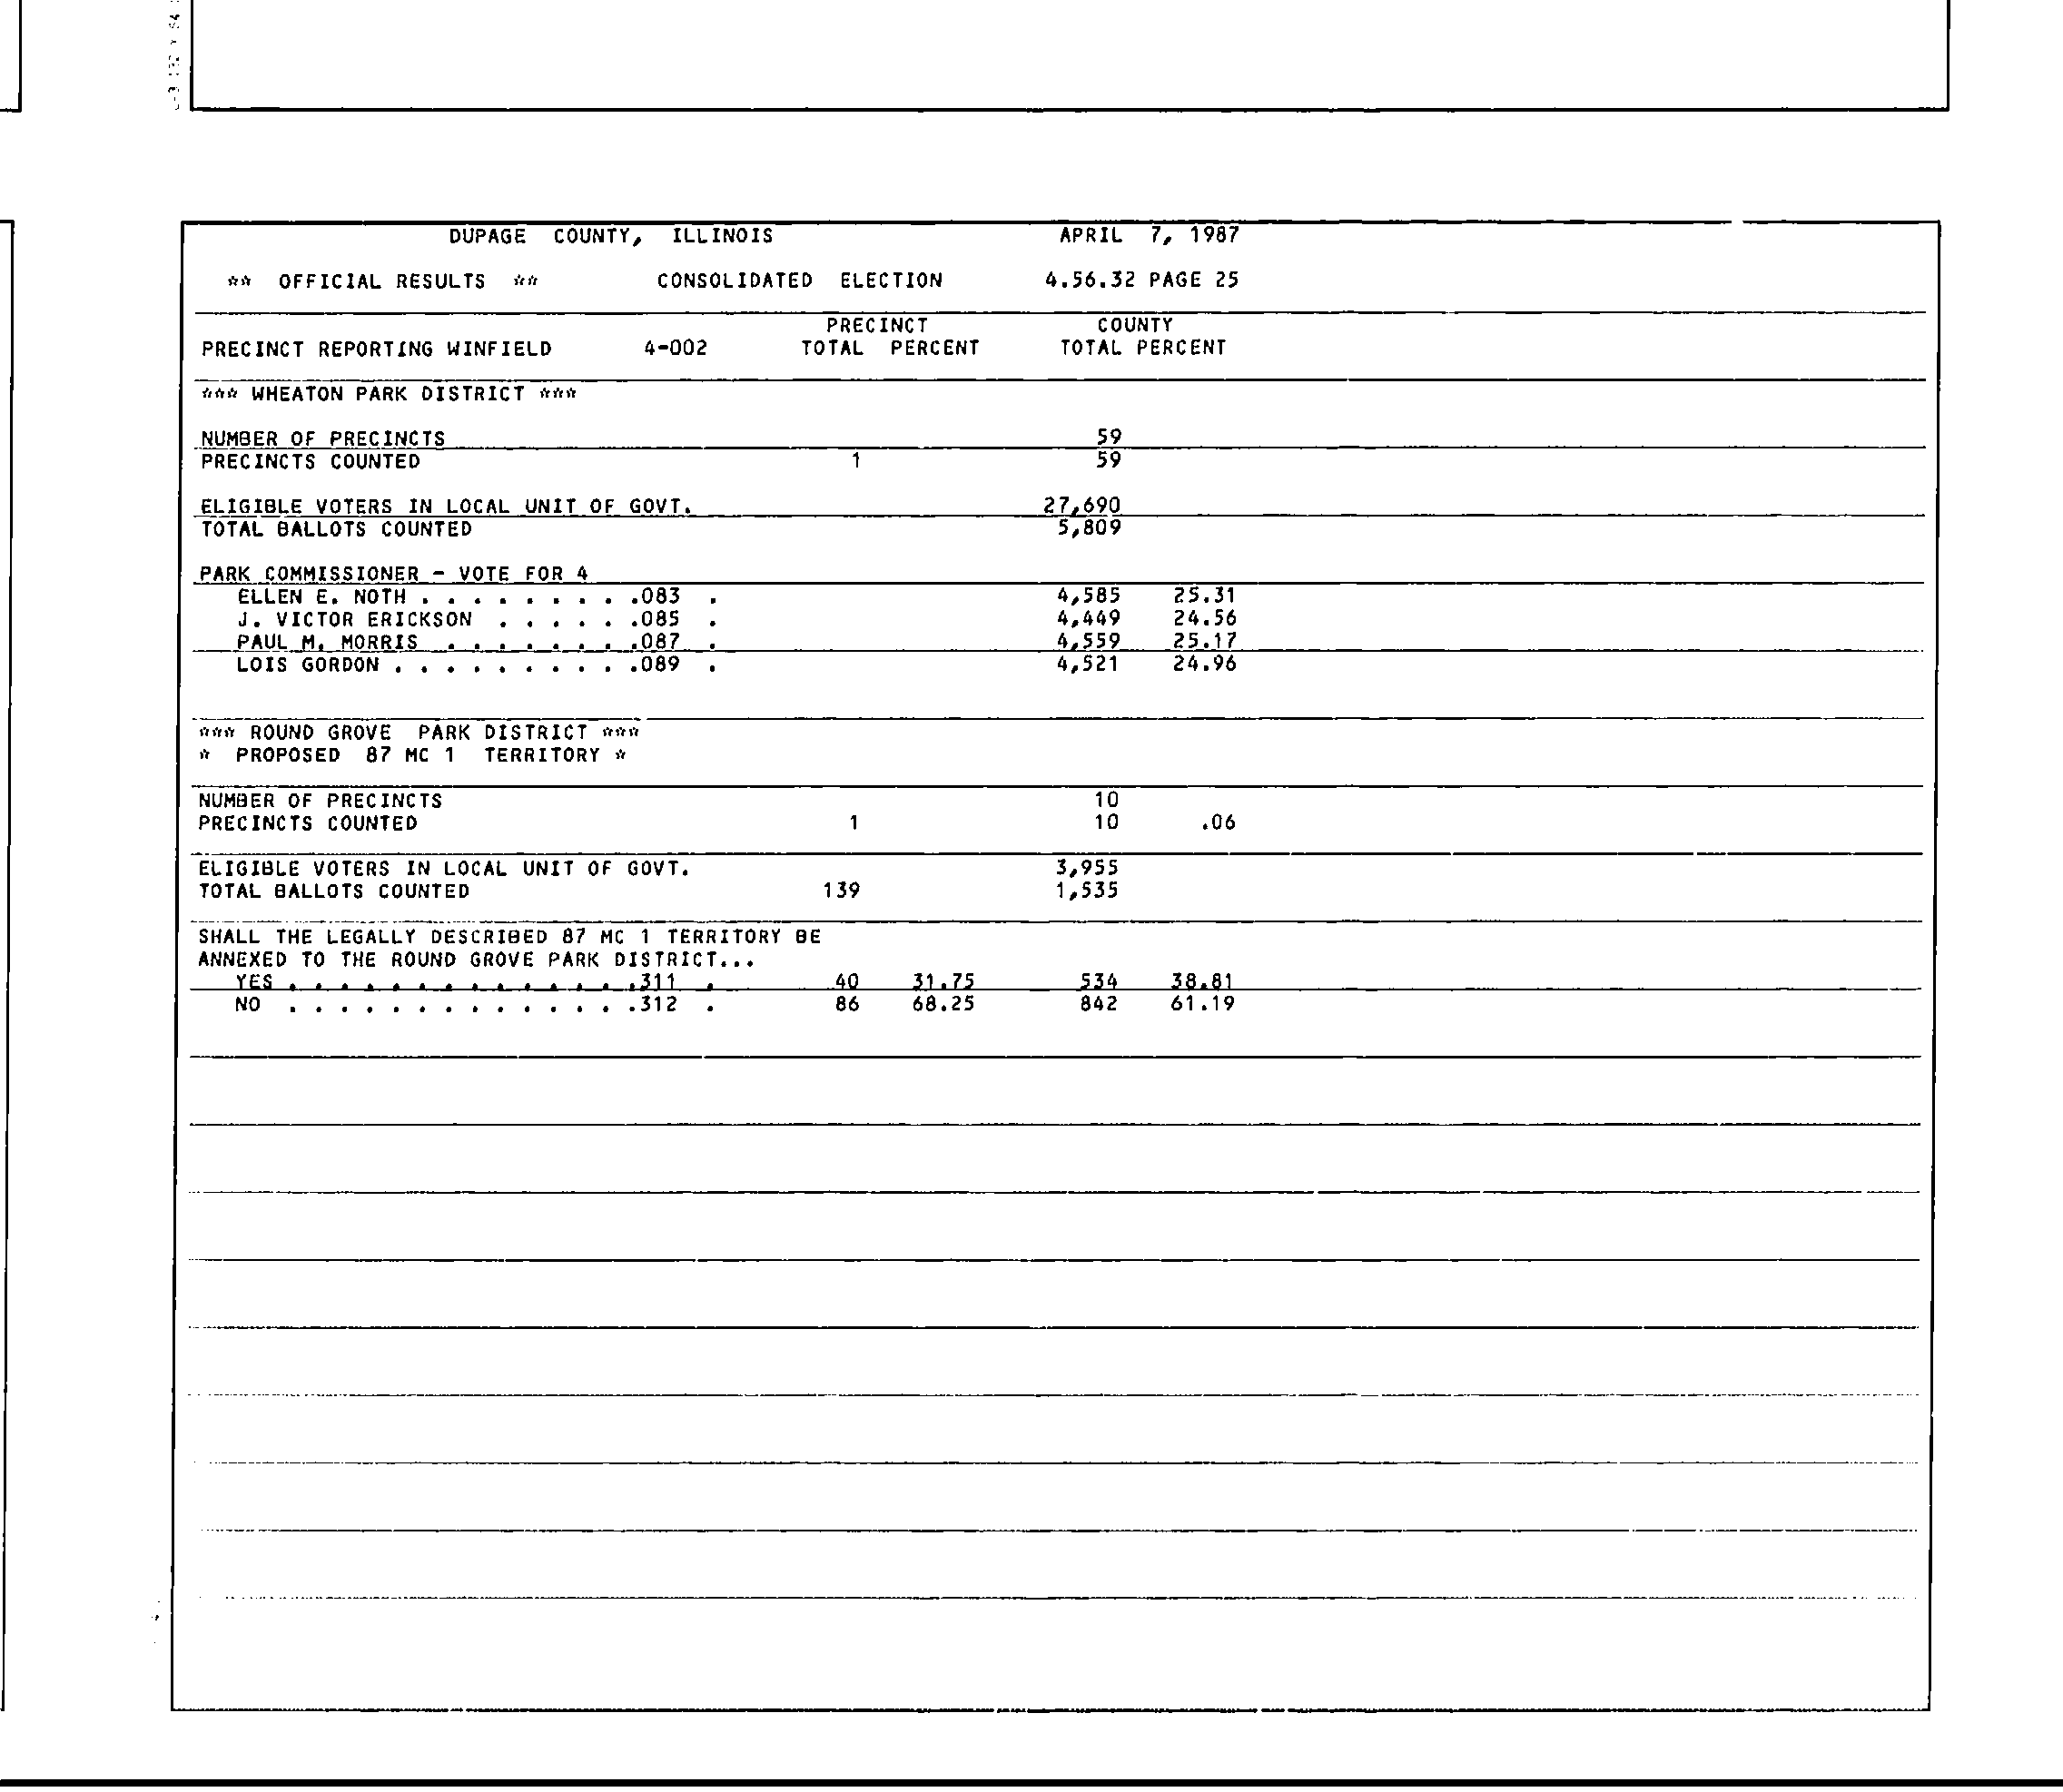 DUPAGE COUNTY, ILLINOIS APRIL 7, 1987
** OFFICIAL RESULTS ** CONSOLIDATED ELECTION 4.56.32 PAGE 25
PRECINCT COUNTY
PRECINCT REPORTING WINFIELD 4-002 TOTAL PERCENT TOTAL PERCENT
*** WHEATON PARK DISTRICT ***
NUMBER OF PRECINCTS 59
PRECINCTS COUNTED 1 59
ELIGIBLE VOTERS IN LOCAL UNIT OF GOVT. 27,690
TOTAL BALLOTS COUNTED 5,809
PARK COMMISSIONER - VOTE FOR 4
ELLEN E. NOTH . . . . . . . . .083 . 4,585 25.31
J. VICTOR ERICKSON . . . . . .085 . 4,449 24.56
PAUL M. MORRIS . . . . . . . .087 . 4,559 25.17
LOIS GORDON . . . . . . . . . .089 . 4,521 24.96
*** ROUND GROVE PARK DISTRICT ***
* PROPOSED 87 MC 1 TERRITORY *
NUMBER OF PRECINCTS 10
PRECINCTS COUNTED 1 10 .06
ELIGIBLE VOTERS IN LOCAL UNIT OF GOVT. 3,955
TOTAL BALLOTS COUNTED 139 1,535
SHALL THE LEGALLY DESCRIBED 87 MC 1 TERRITORY BE
ANNEXED TO THE ROUND GROVE PARK DISTRICT...
YES . . . . . . . . . . . . . .311 . 40 31.75 534 38.81
NO . . . . . . . . . . . . . .312 . 86 68.25 842 61.19